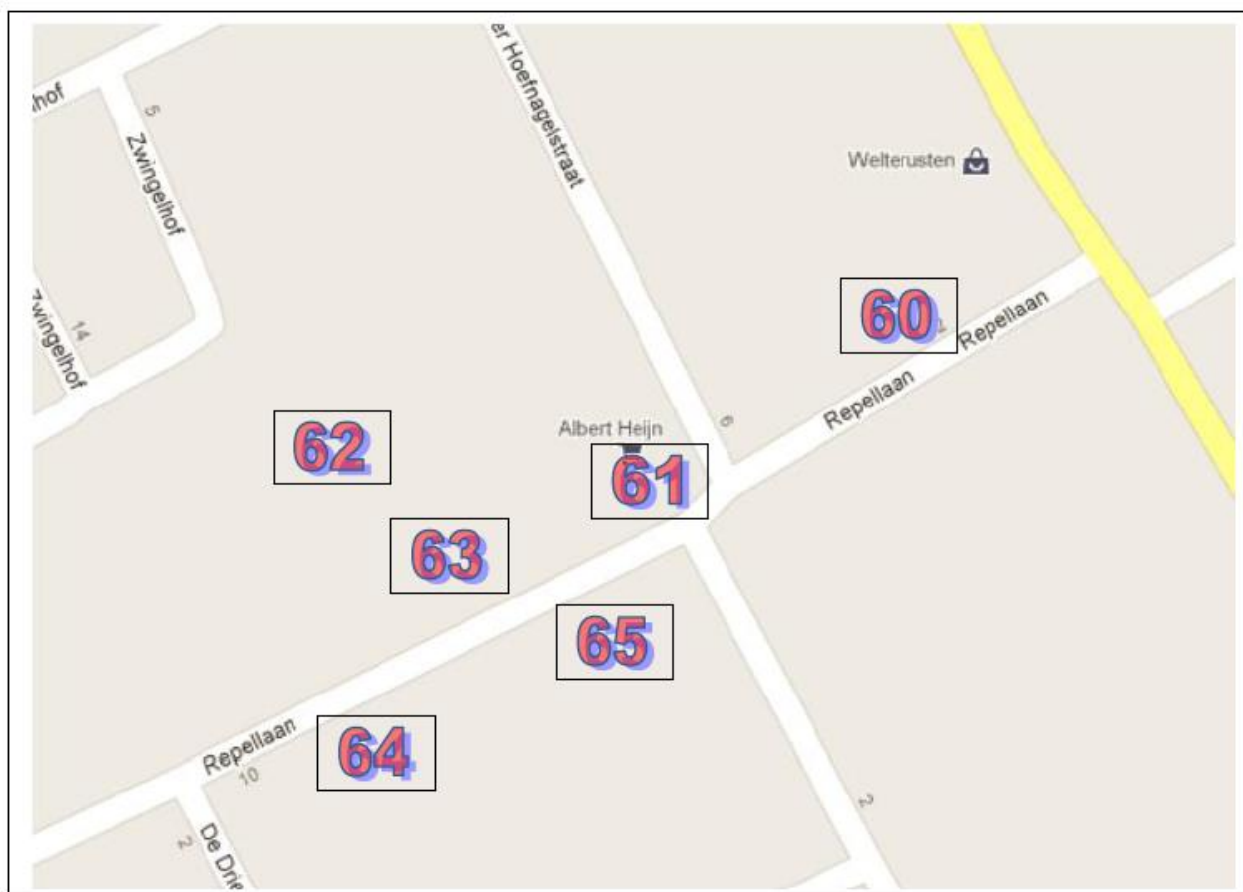 hof
5
Zwingelhof
er Hoefnagelstraat
Welterusten
Zwingelhof
14
60
Repellaan
Repellaan
6
Albert Heijn
62
61
63
65
64
Repellaan
10
2
De Drie
2